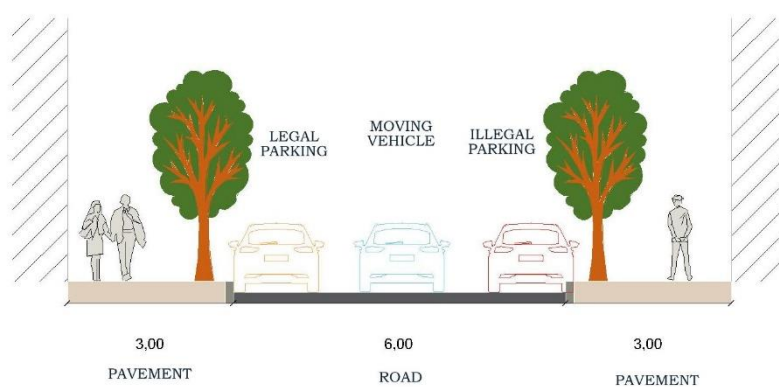 LEGAL
PARKING
MOVING
VEHICLE
ILLEGAL
PARKING
3,00
6,00
3,00
PAVEMENT
ROAD
PAVEMENT